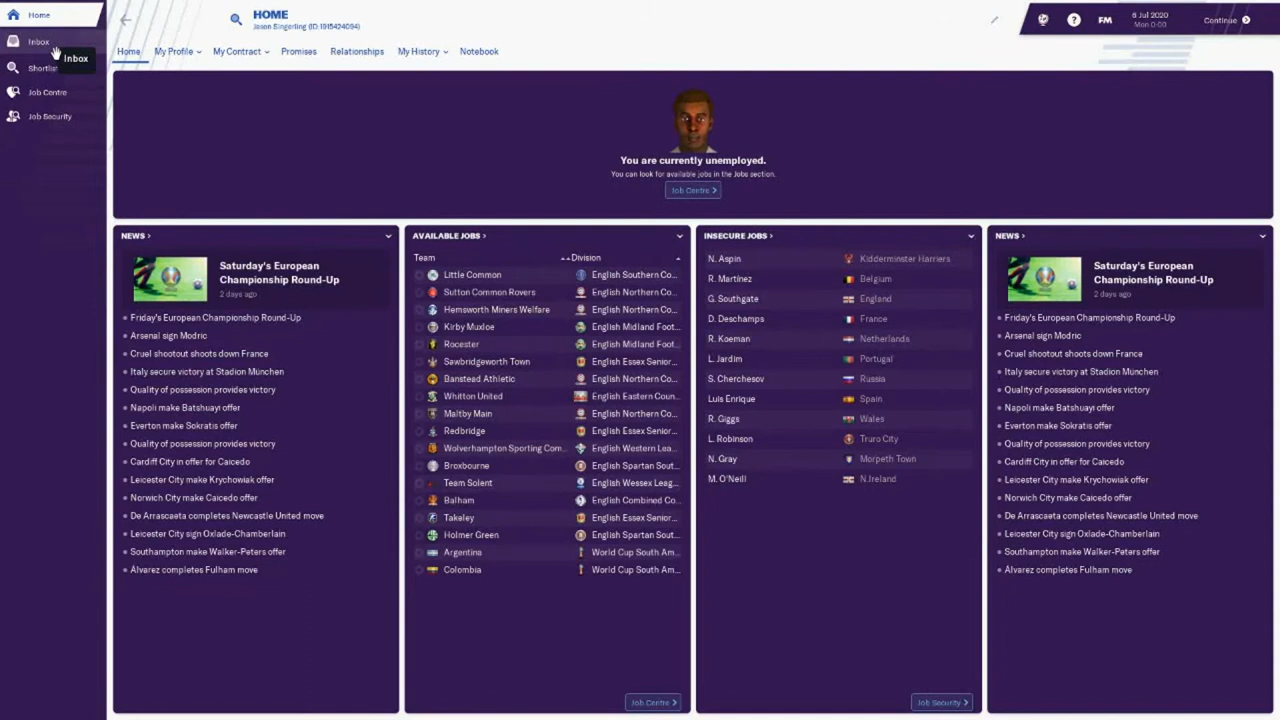 Home
Inbox
Inbox
Shortli
Job Centre
Job Security
HOME
Jason Singerling (ID:1915424094)
FM
6 Jul 2020
Mon 0:00
Continue
Home
My Profile
My Contract
Promises
Relationships
My History
Notebook
You are currently unemployed.
You can look for available jobs in the Jobs section.
Job Centre
NEWS
Saturday's European
Championship Round-Up
2 days ago
Friday's European Championship Round-Up
Arsenal sign Modric
Cruel shootout shoots down France
Italy secure victory at Stadion München
Quality of possession provides victory
Napoli make Batshuayi offer
Everton make Sokratis offer
Quality of possession provides victory
Cardiff City in offer for Caicedo
Leicester City make Krychowiak offer
Norwich City make Caicedo offer
De Arrascaeta completes Newcastle United move
Leicester City sign Oxlade-Chamberlain
Southampton make Walker-Peters offer
Álvarez completes Fulham move
AVAILABLE JOBS
Team Division
Little Common English Southern Co...
Sutton Common Rovers English Northern Co...
Hemsworth Miners Welfare English Northern Co...
Kirby Muxloe English Midland Foot...
Rocester English Midland Foot...
Sawbridgeworth Town English Essex Senior...
Banstead Athletic English Northern Co...
Whitton United English Eastern Coun...
Maltby Main English Northern Co...
Redbridge English Essex Senior...
Wolverhampton Sporting Com... English Western Lea...
Broxbourne English Spartan Sout...
Team Solent English Wessex Leag...
Balham English Combined Co...
Takeley English Essex Senior...
Holmer Green English Spartan Sout...
Argentina World Cup South Am...
Colombia World Cup South Am...
Job Centre
INSECURE JOBS
N. Aspin Kidderminster Harriers
R. Martínez Belgium
G. Southgate England
D. Deschamps France
R. Koeman Netherlands
L. Jardim Portugal
S. Cherchesov Russia
Luis Enrique Spain
R. Giggs Wales
L. Robinson Truro City
N. Gray Morpeth Town
M. O'Neill N.Ireland
Job Security
NEWS
Saturday's European
Championship Round-Up
2 days ago
Friday's European Championship Round-Up
Arsenal sign Modric
Cruel shootout shoots down France
Italy secure victory at Stadion München
Quality of possession provides victory
Napoli make Batshuayi offer
Everton make Sokratis offer
Quality of possession provides victory
Cardiff City in offer for Caicedo
Leicester City make Krychowiak offer
Norwich City make Caicedo offer
De Arrascaeta completes Newcastle United move
Leicester City sign Oxlade-Chamberlain
Southampton make Walker-Peters offer
Álvarez completes Fulham move